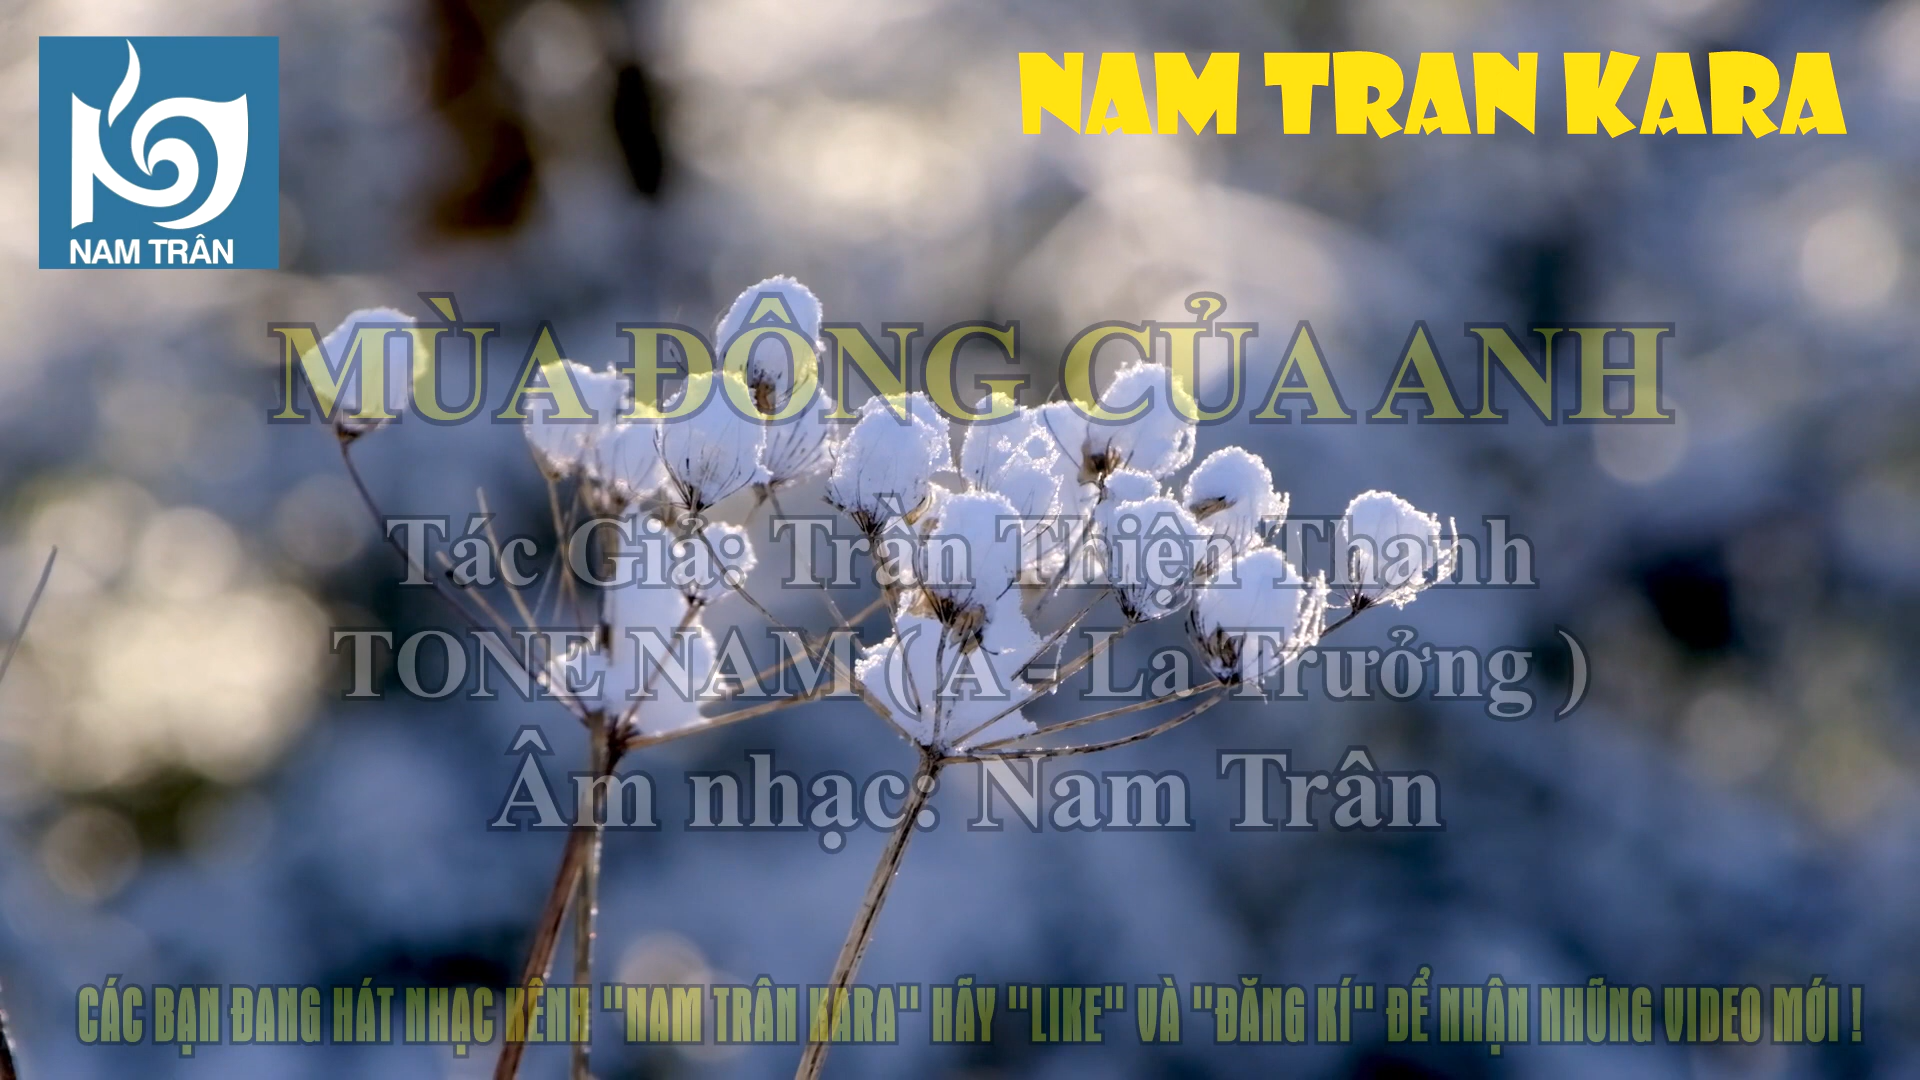 NAM TRÂN
NAM TRAN KARA
MÙA ĐÔNG CỦA ANH
Tác Giả: Trần Thiện Thanh
TONE NAM ( A - La Trưởng )
Âm nhạc: Nam Trân
CÁC BẠN ĐANG HÁT NHẠC KÊNH "NAM TRÂN KARA" HÃY "LIKE" VÀ "ĐĂNG KÍ" ĐỂ NHẬN NHỮNG VIDEO MỚI !